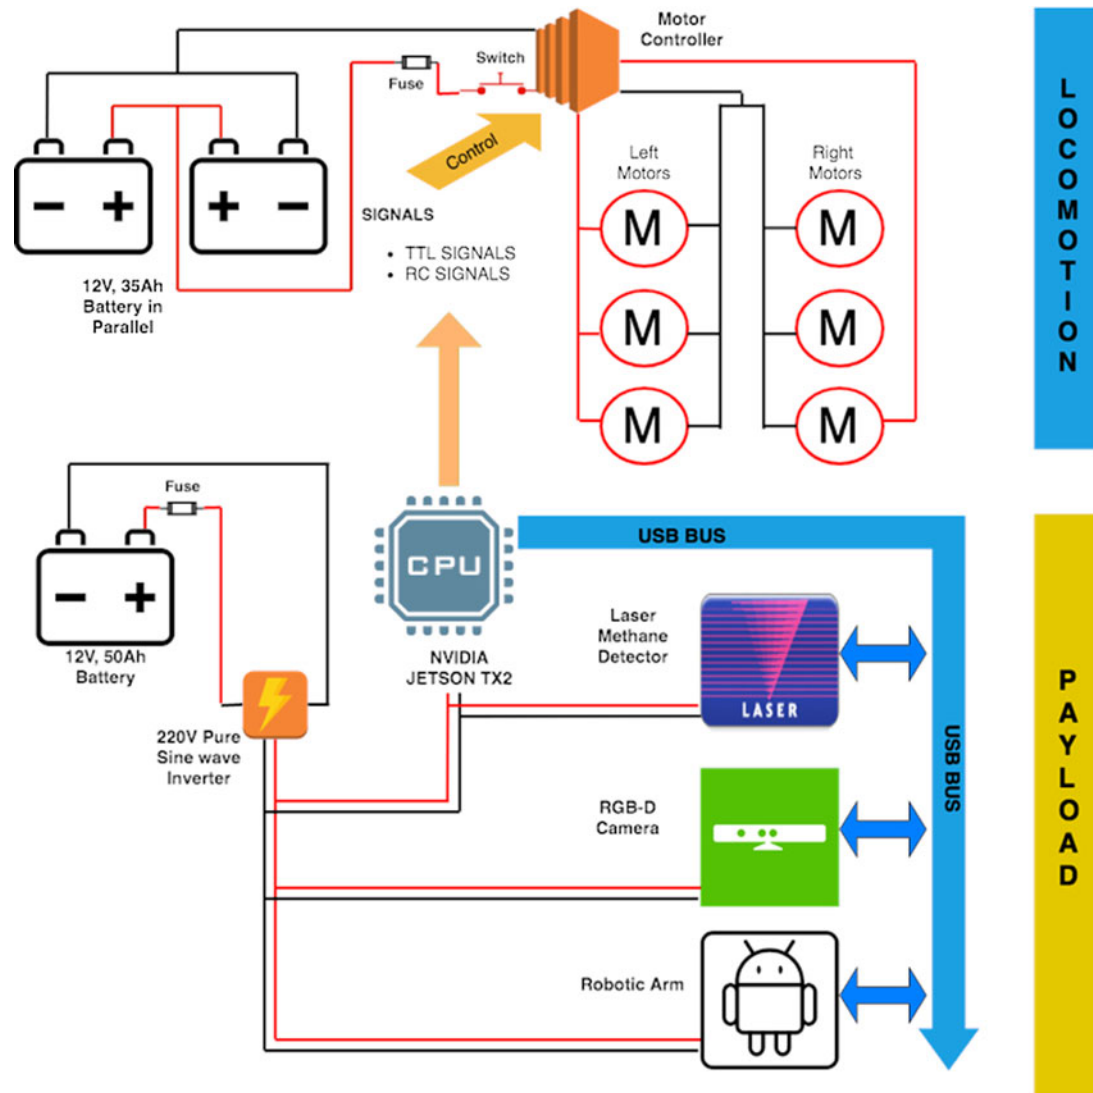 Motor
Controller
Switch
Fuse
Control
Left
Motors
Right
Motors
M
M
M
M
M
M
SIGNALS
• TTL SIGNALS
• RC SIGNALS
12V, 35Ah
Battery in
Parallel
LOCOMOTION
Fuse
12V, 50Ah
Battery
220V Pure
Sine wave
Inverter
CPU
NVIDIA
JETSON TX2
USB BUS
Laser
Methane
Detector
LASER
RGB-D
Camera
Robotic Arm
USB BUS
PAYLOAD